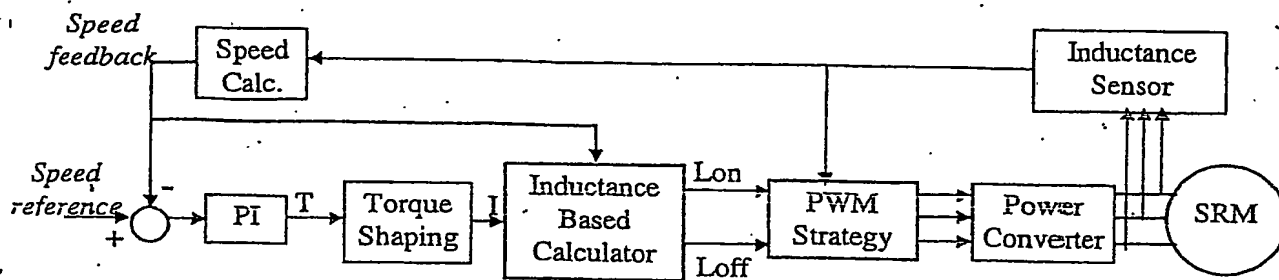 Speed
feedback
Speed
Calc.
Inductance
Sensor
Speed
reference
-
+
PI
T
Torque
Shaping
I
Inductance
Based
Calculator
Lon
Loff
PWM
Strategy
Power
Converter
SRM